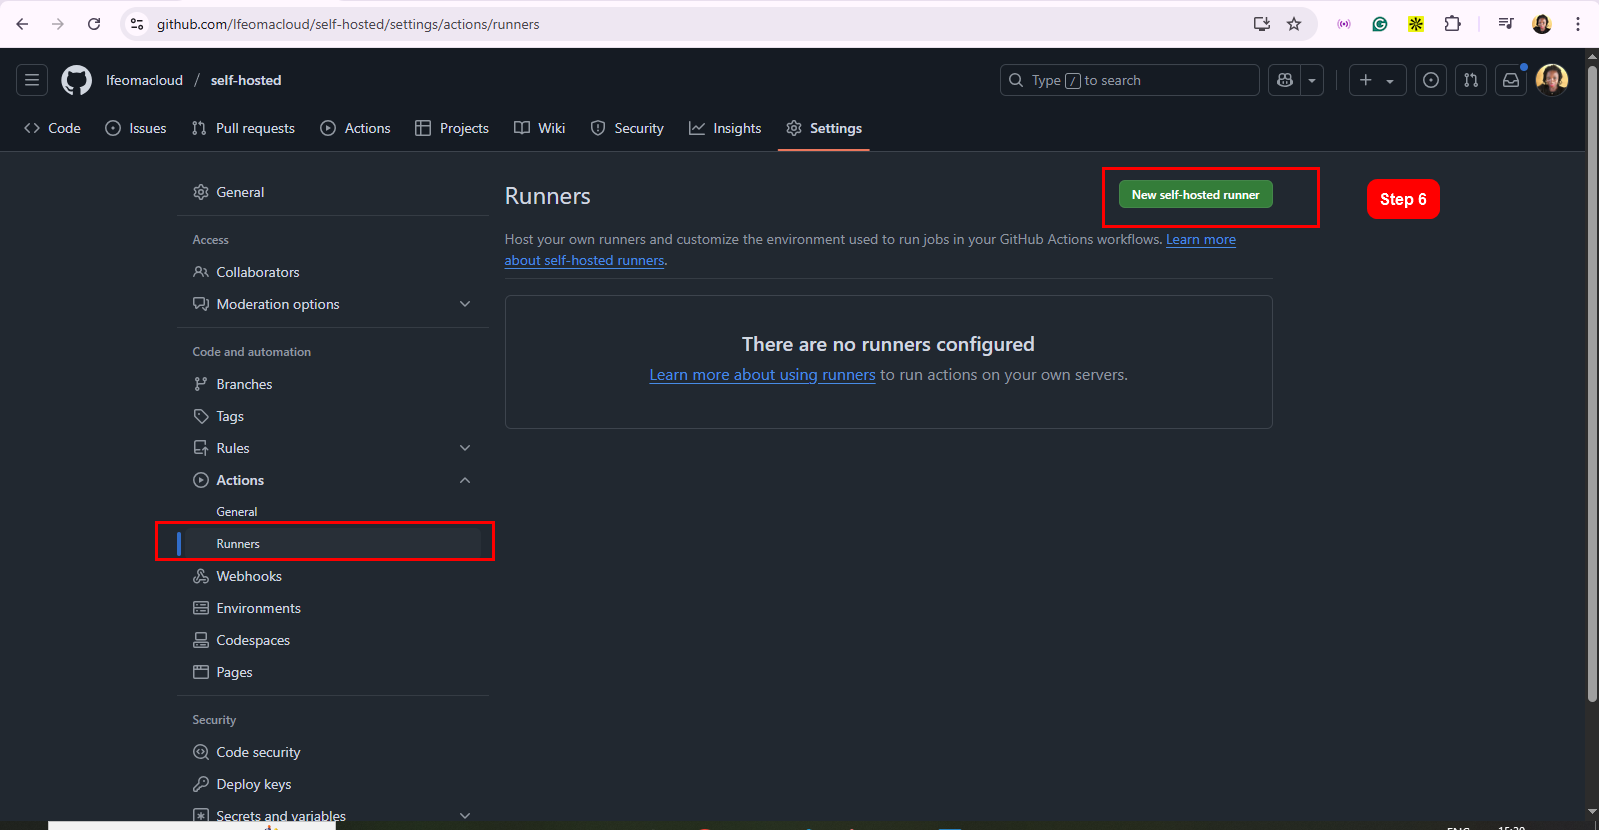 github.com/Ifeomacloud/self-hosted/settings/actions/runners
Ifeomacloud / self-hosted
Type / to search
Code
Issues
Pull requests
Actions
Projects
Wiki
Security
Insights
Settings
General
Access
Collaborators
Moderation options
Code and automation
Branches
Tags
Rules
Actions
General
Runners
Webhooks
Environments
Codespaces
Pages
Security
Code security
Deploy keys
Secrets and variables
Runners
New self-hosted runner
Step 6
Host your own runners and customize the environment used to run jobs in your GitHub Actions workflows. Learn more
about self-hosted runners.
There are no runners configured
Learn more about using runners to run actions on your own servers.